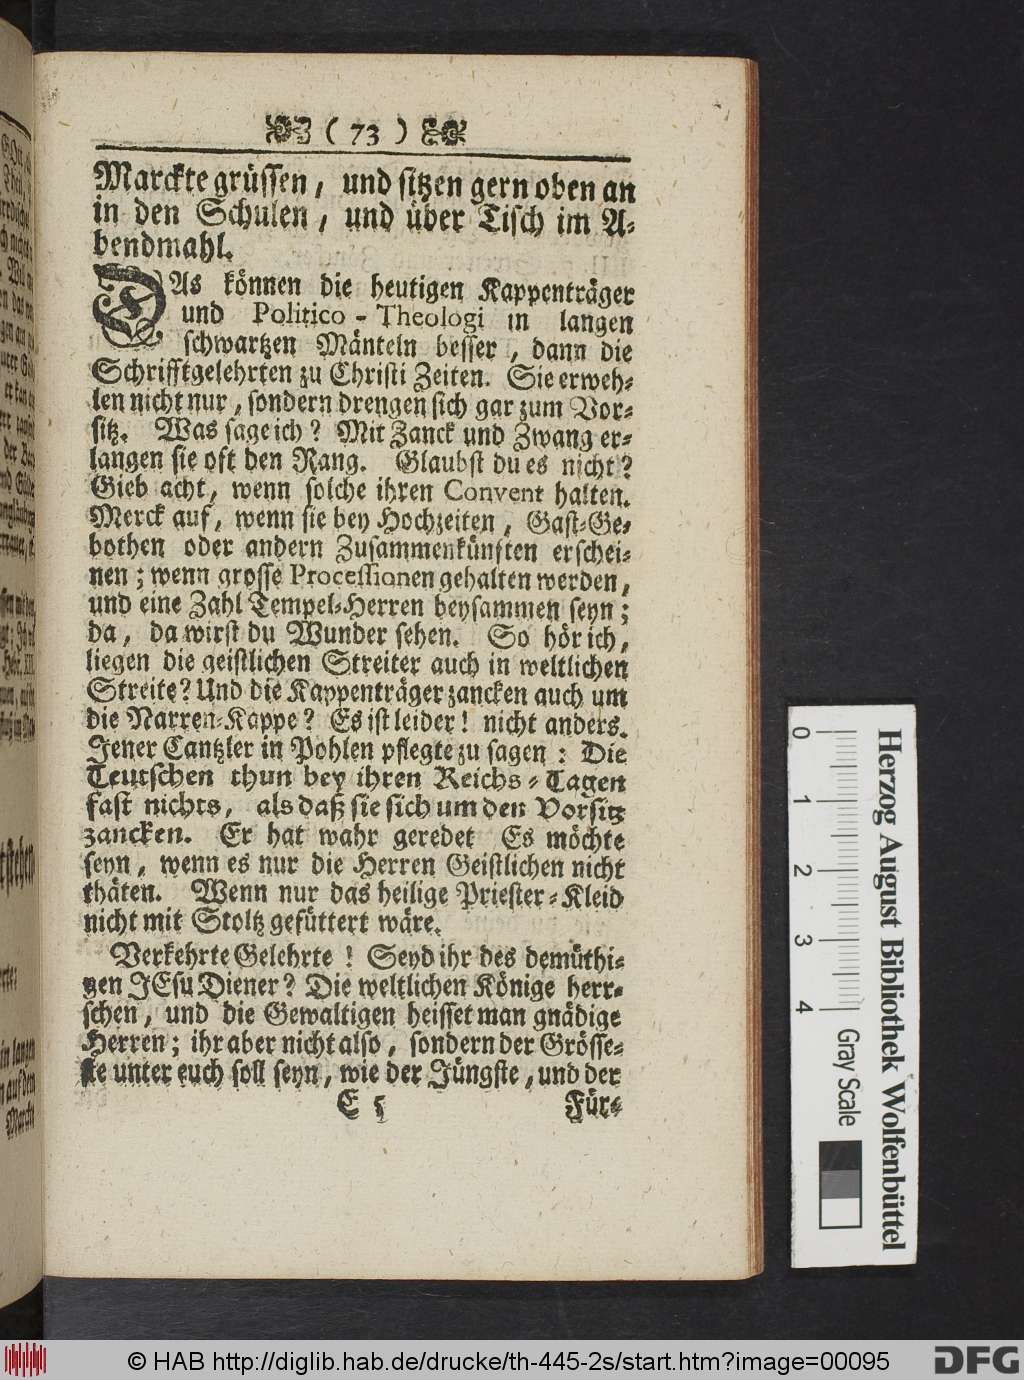 ( 73 )
Marckte grüssen, und sitzen gern oben an
in den Schulen, und über Tisch im A-
bendmahl.
DAs können die heutigen Kappenträger
und Politico-Theologi in langen
schwartzen Mänteln besser, dann die
Schrifftgelehrten zu Christi Zeiten. Sie erweh-
len nicht nur, sondern drengen sich gar zum Vor-
sitz. Was sage ich? Mit Zanck und Zwang er-
langen sie oft den Rang. Glaubst du es nicht?
Gieb acht, wenn solche ihren Convent halten.
Merck auf, wenn sie bey Hochzeiten, Gast-Ge-
bothen oder andern Zusammenkünften erschei-
nen; wenn grosse Processionen gehalten werden,
und eine Zahl Tempel-Herren beysammen seyn;
da, da wirst du Wunder sehen. So hör ich,
liegen die geistlichen Streiter auch in weltlichen
Streite? Und die Kappenträger zancken auch um
die Narren-Kappe? Es ist leider! nicht anders.
Jener Cantzler in Pohlen pflegte zu sagen: Die
Teutschen thun bey ihren Reichs-Tagen
fast nichts, als daß sie sich um den Vorsitz
zancken. Er hat wahr geredet Es möchte
seyn, wenn es nur die Herren Geistlichen nicht
thäten. Wenn nur das heilige Priester-Kleid
nicht mit Stoltz gefüttert wäre.
Verkehrte Gelehrte! Seyd ihr des demüthi-
gen JEsu Diener? Die weltlichen Könige herr-
schen, und die Gewaltigen heisset man gnädige
Herren; ihr aber nicht also, sondern der Grösse-
ste unter euch soll seyn, wie der Jüngste, und der
E 5
Für-
0 1 2 3 4
Gray Scale
Herzog August Bibliothek Wolfenbüttel
© HAB http://diglib.hab.de/drucke/th-445-2s/start.htm?image=00095
DFG